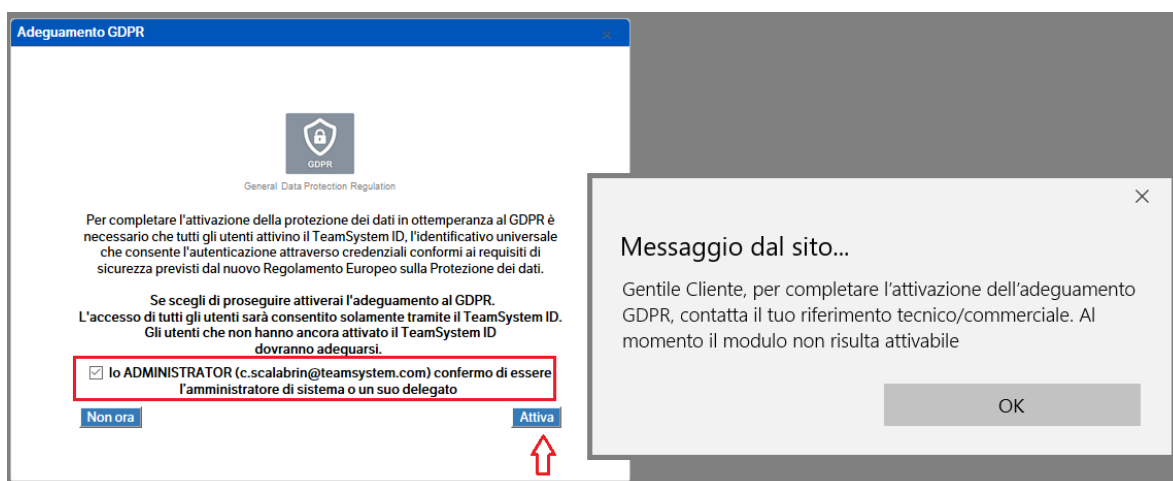 Adeguamento GDPR
GDPR
General Data Protection Regulation
Per completare l'attivazione della protezione dei dati in ottemperanza al GDPR è
necessario che tutti gli utenti attivino il TeamSystem ID, l'identificativo universale
che consente l'autenticazione attraverso credenziali conformi ai requisiti di
sicurezza previsti dal nuovo Regolamento Europeo sulla Protezione dei dati.
Se scegli di proseguire attiverai l'adeguamento al GDPR.
L'accesso di tutti gli utenti sarà consentito solamente tramite il TeamSystem ID.
Gli utenti che non hanno ancora attivato il TeamSystem ID
dovranno adeguarsi.
Io ADMINISTRATOR (c.scalabrin@teamsystem.com) confermo di essere
l'amministratore di sistema o un suo delegato
Non ora
Attiva
Messaggio dal sito...
Gentile Cliente, per completare l'attivazione dell'adeguamento
GDPR, contatta il tuo riferimento tecnico/commerciale. Al
momento il modulo non risulta attivabile
OK